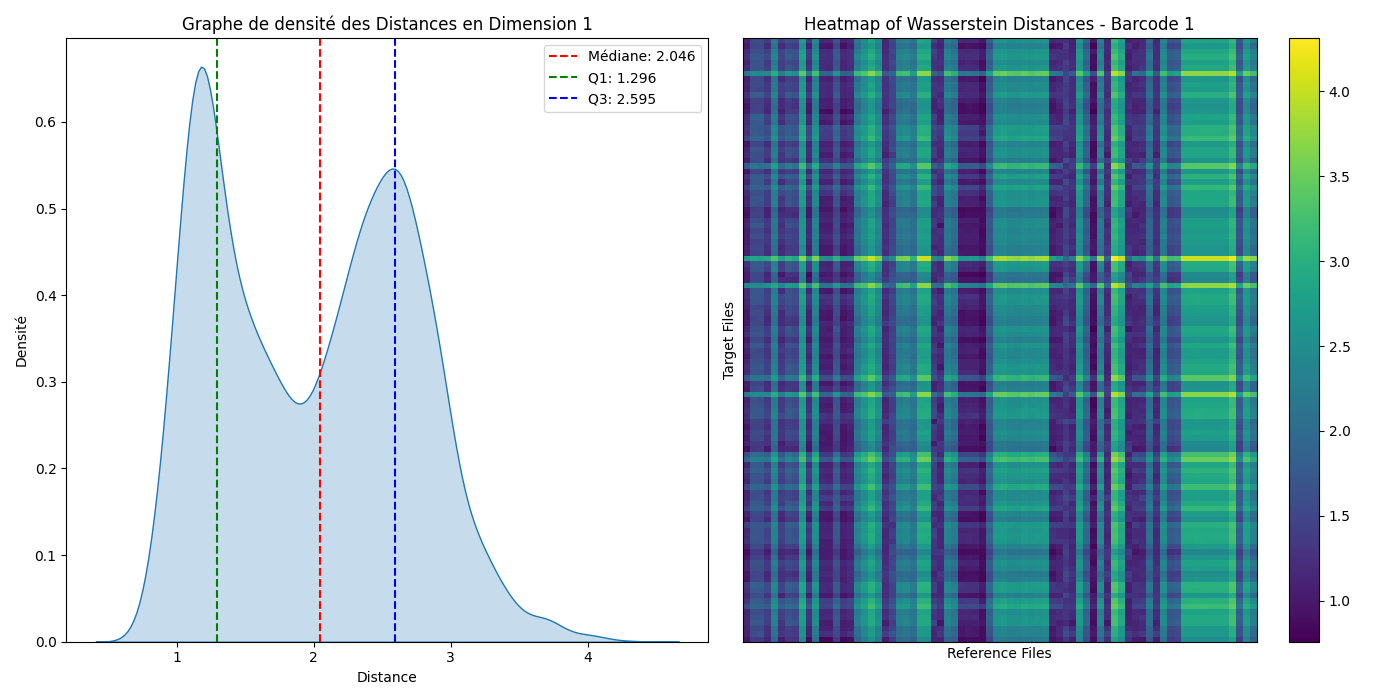 Graphe de densité des Distances en Dimension 1
Médiane: 2.046
Q1: 1.296
Q3: 2.595
0.6
0.5
0.4
0.3
0.2
0.1
0.0
Densité
1
2
3
4
Distance
Heatmap of Wasserstein Distances - Barcode 1
Target Files
Reference Files
4.0
3.5
3.0
2.5
2.0
1.5
1.0